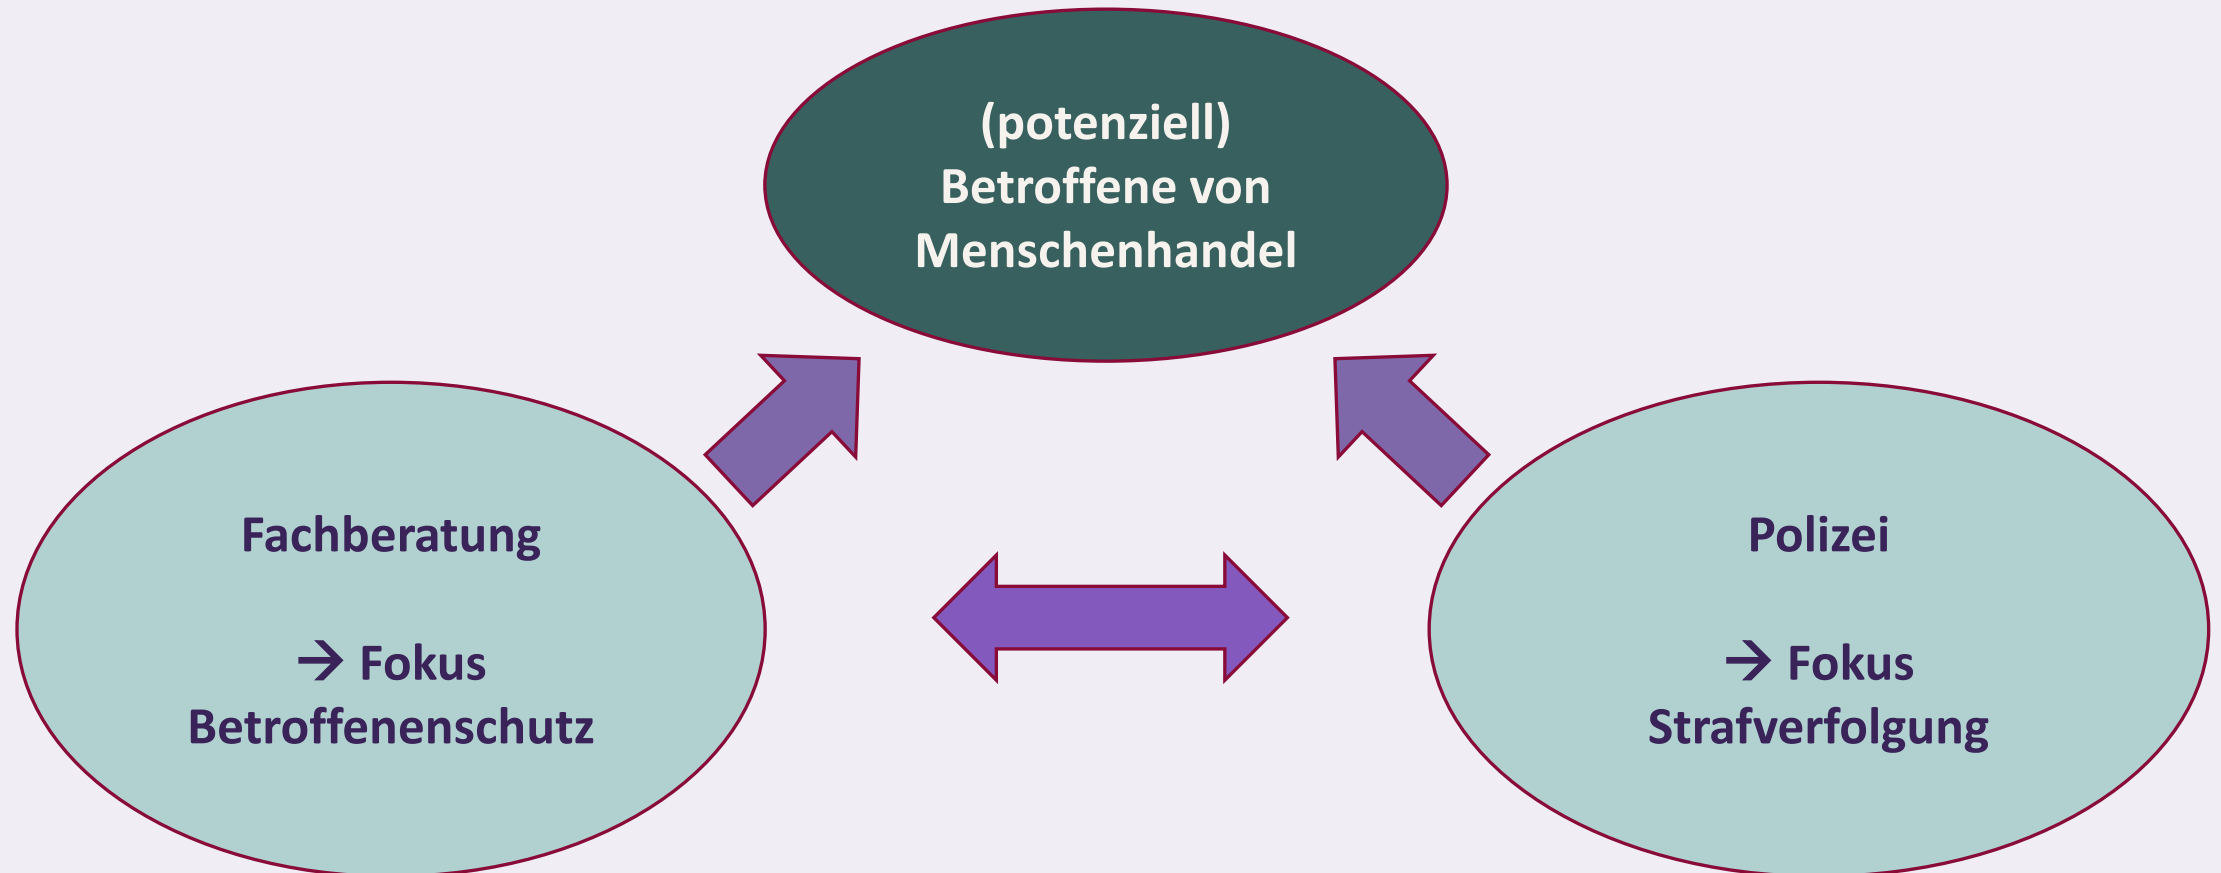 (potenziell)
Betroffene von
Menschenhandel
Fachberatung
→ Fokus
Betroffenenschutz
Polizei
→ Fokus
Strafverfolgung